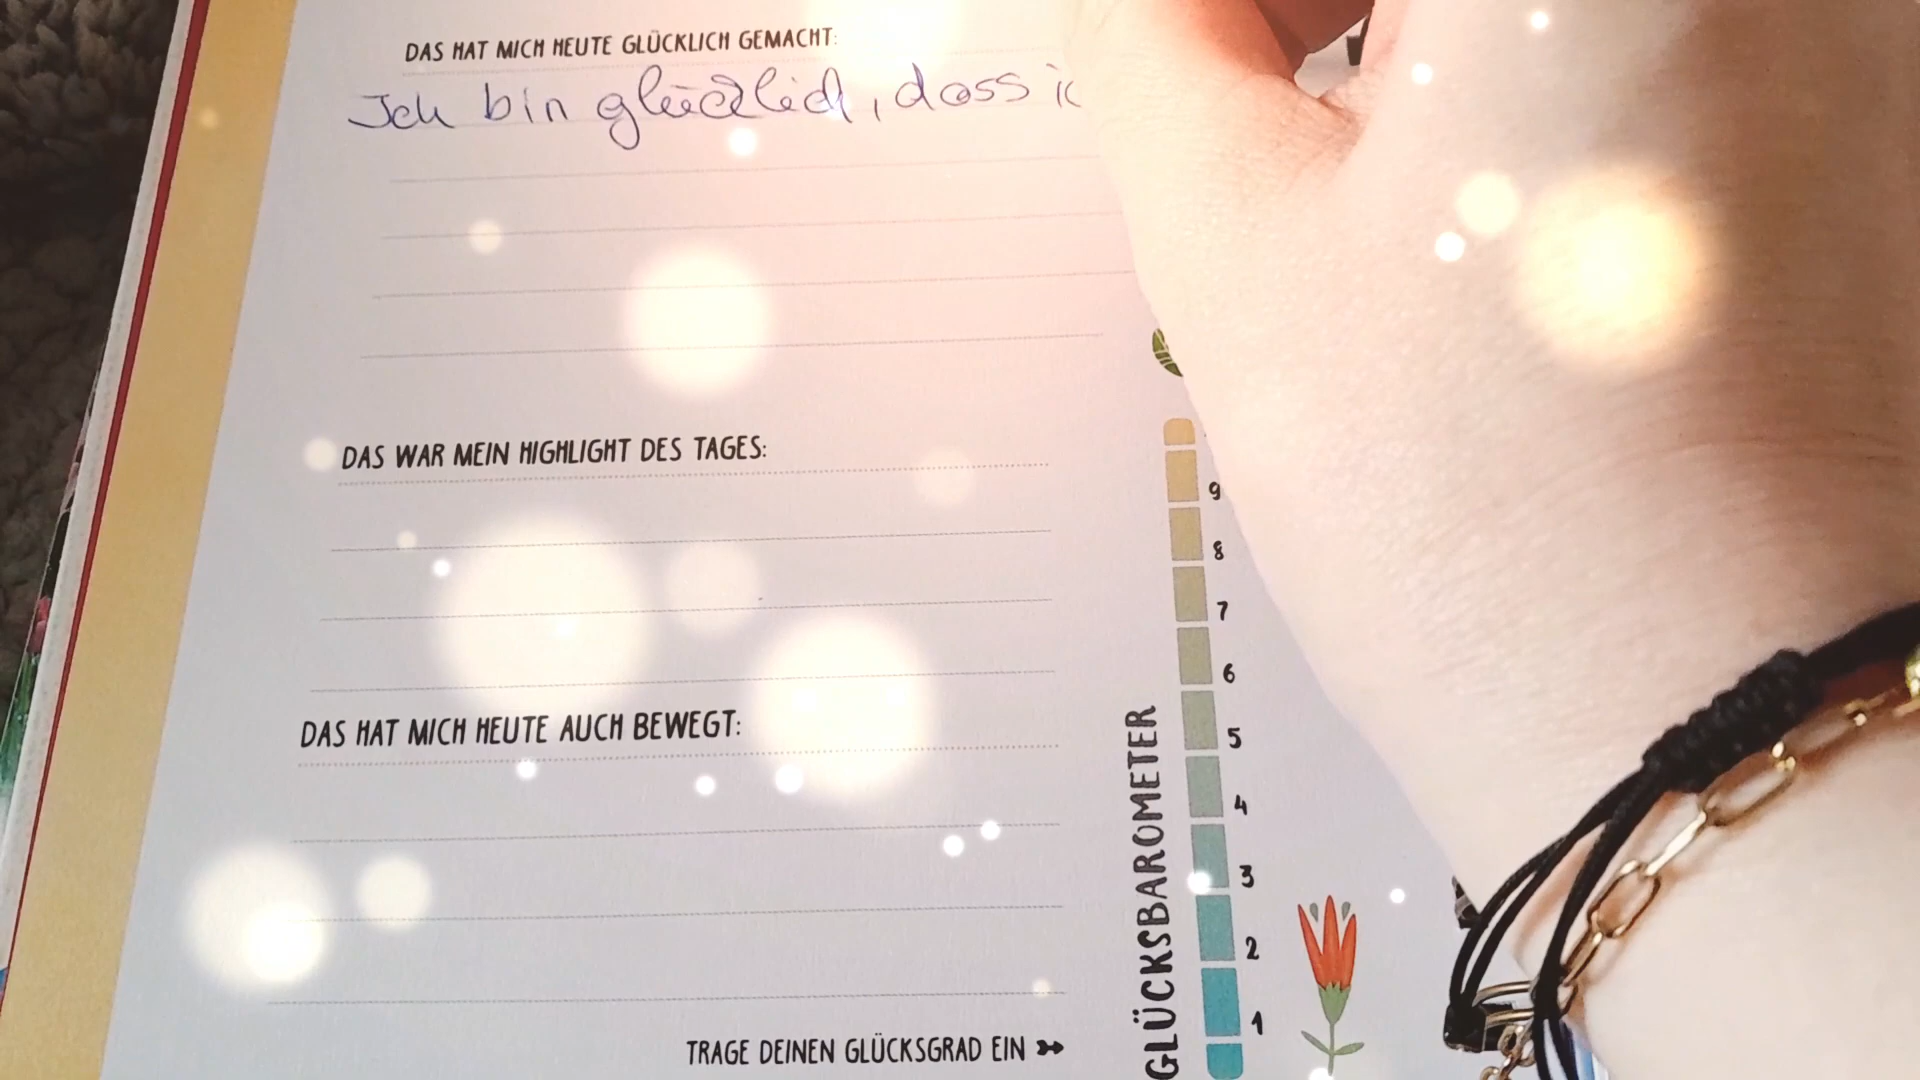 DAS HAT MICH HEUTE GLÜCKLICH GEMACHT:
Ich bin glücklich, dass ic
DAS WAR MEIN HIGHLIGHT DES TAGES:
DAS HAT MICH HEUTE AUCH BEWEGT:
TRAGE DEINEN GLÜCKSGRAD EIN
GLÜCKSBAROMETER
9
8
7
6
5
4
3
2
1